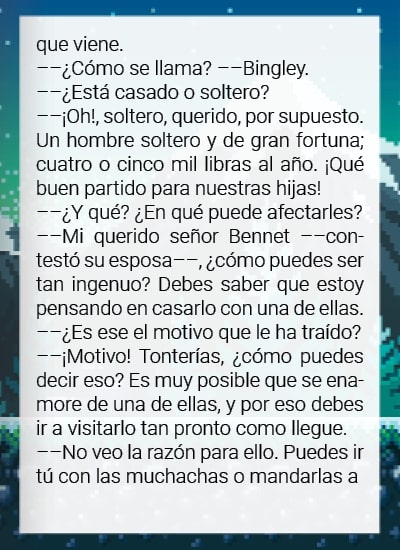 que viene.
––¿Cómo se llama? ––Bingley.
––¿Está casado o soltero?
––¡Oh!, soltero, querido, por supuesto.
Un hombre soltero y de gran fortuna;
cuatro o cinco mil libras al año. ¡Qué
buen partido para nuestras hijas!
––¿Y qué? ¿En qué puede afectarles?
––Mi querido señor Bennet ––con-
testó su esposa––, ¿cómo puedes ser
tan ingenuo? Debes saber que estoy
pensando en casarlo con una de ellas.
––¿Es ese el motivo que le ha traído?
––¡Motivo! Tonterías, ¿cómo puedes
decir eso? Es muy posible que se ena-
more de una de ellas, y por eso debes
ir a visitarlo tan pronto como llegue.
––No veo la razón para ello. Puedes ir
tú con las muchachas o mandarlas a